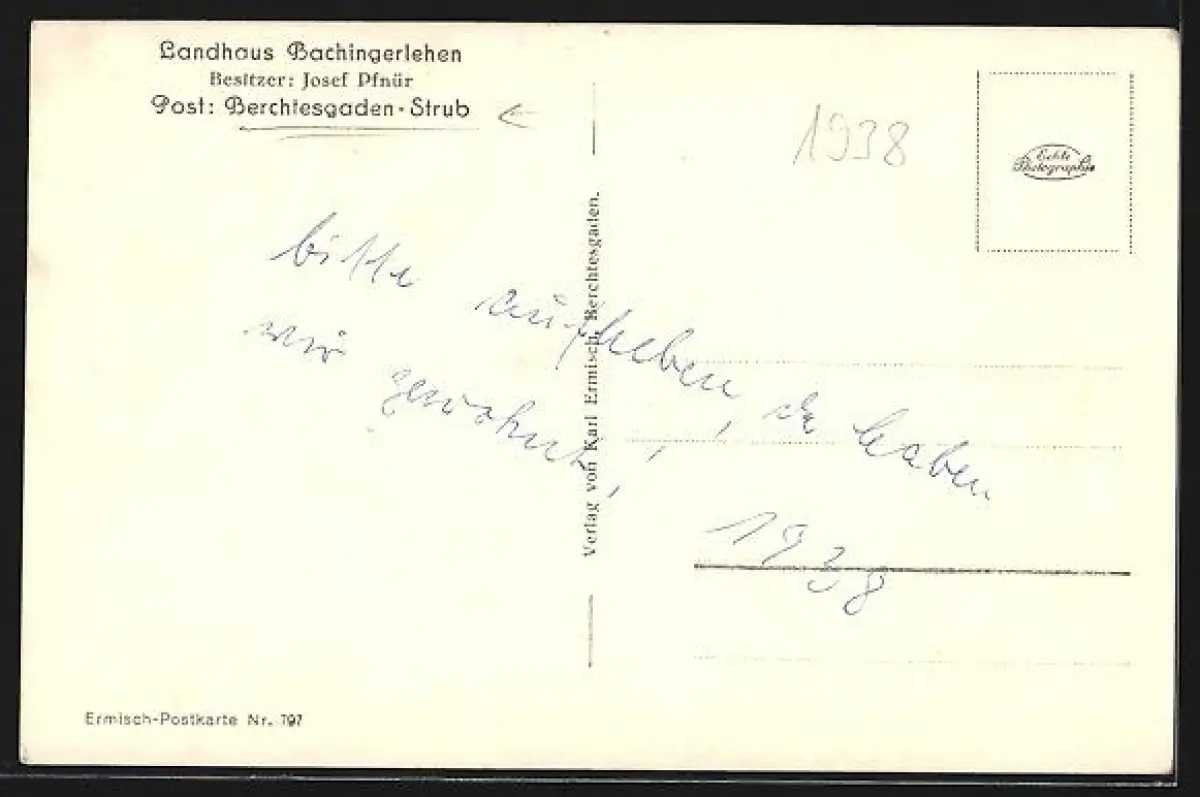 Landhaus Bachingerlehen
Besitzer: Josef Pfnür
Post: Berchtesgaden-Strub
1938
Echte
Photographie
bitte aufheben, da haben
wir gewohnt,
1938
Verlag von Karl Ermisch, Berchtesgaden.
Ermisch-Postkarte Nr. 797